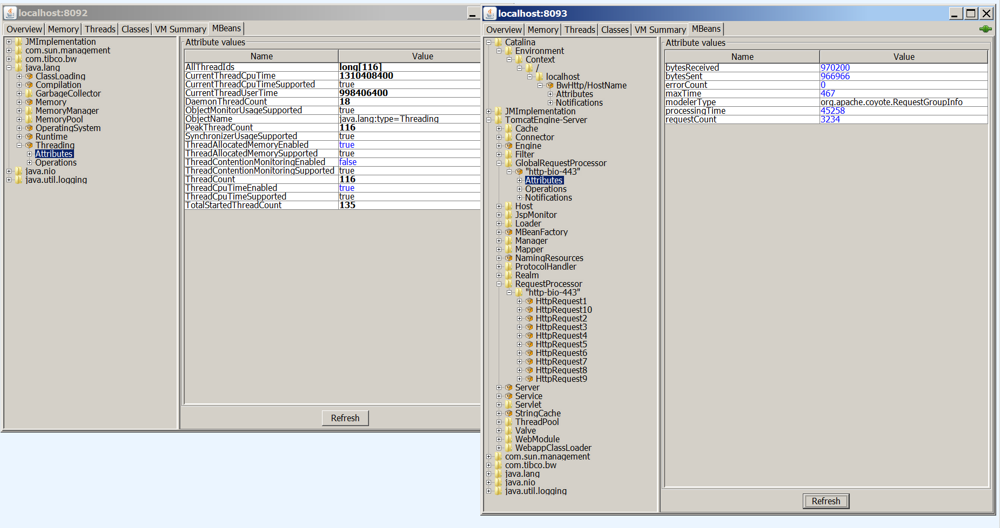 localhost:8092
Overview Memory Threads Classes VM Summary MBeans
JMImplementation
com.sun.management
com.tibco.bw
java.lang
ClassLoading
Compilation
GarbageCollector
Memory
MemoryManager
MemoryPool
OperatingSystem
Runtime
Threading
Attributes
Operations
java.nio
java.util.logging
Attribute values
Name Value
AllThreadIds long[116]
CurrentThreadCpuTime 1310408400
CurrentThreadCpuTimeSupported true
CurrentThreadUserTime 998406400
DaemonThreadCount 18
ObjectMonitorUsageSupported true
ObjectName java.lang:type=Threading
PeakThreadCount 116
SynchronizerUsageSupported true
ThreadAllocatedMemoryEnabled true
ThreadAllocatedMemorySupported true
ThreadContentionMonitoringEnabled false
ThreadContentionMonitoringSupported true
ThreadCount 116
ThreadCpuTimeEnabled true
ThreadCpuTimeSupported true
TotalStartedThreadCount 135
Refresh
localhost:8093
Overview Memory Threads Classes VM Summary MBeans
Catalina
Environment
Context
/
localhost
BwHttp/HostName
Attributes
Notifications
JMImplementation
TomcatEngine-Server
Cache
Connector
Engine
Filter
GlobalRequestProcessor
"http-bio-443"
Attributes
Operations
Notifications
Host
JspMonitor
Loader
MBeanFactory
Manager
Mapper
NamingResources
ProtocolHandler
Realm
RequestProcessor
"http-bio-443"
HttpRequest1
HttpRequest10
HttpRequest2
HttpRequest3
HttpRequest4
HttpRequest5
HttpRequest6
HttpRequest7
HttpRequest8
HttpRequest9
Server
Service
Servlet
StringCache
ThreadPool
Valve
WebModule
WebappClassLoader
com.sun.management
com.tibco.bw
java.lang
java.nio
java.util.logging
Attribute values
Name Value
bytesReceived 970200
bytesSent 966966
errorCount 0
maxTime 467
modelerType org.apache.coyote.RequestGroupInfo
processingTime 45258
requestCount 3234
Refresh